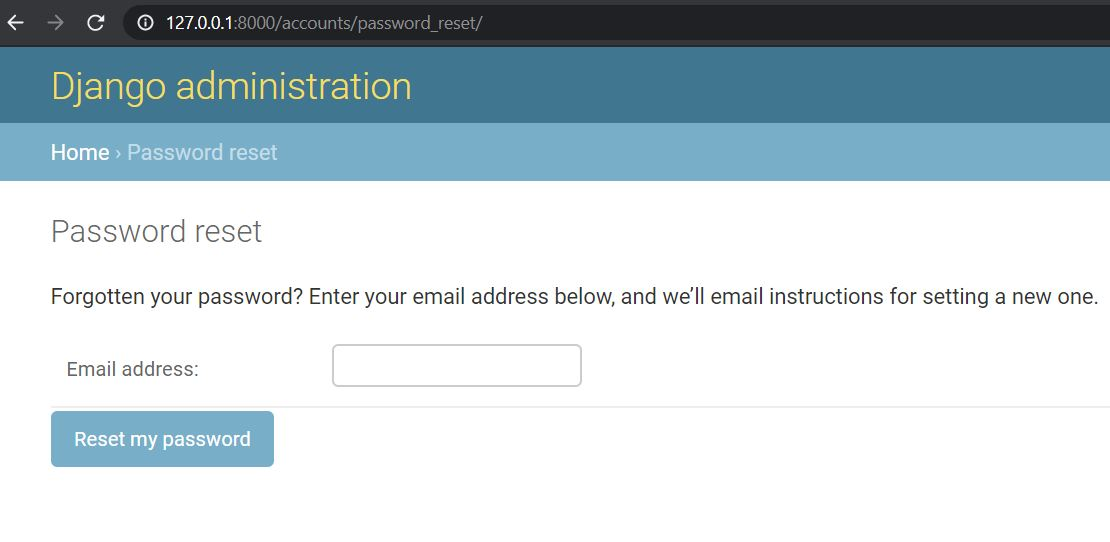 127.0.0.1:8000/accounts/password_reset/
Django administration
Home › Password reset
Password reset
Forgotten your password? Enter your email address below, and we’ll email instructions for setting a new one.
Email address:
Reset my password